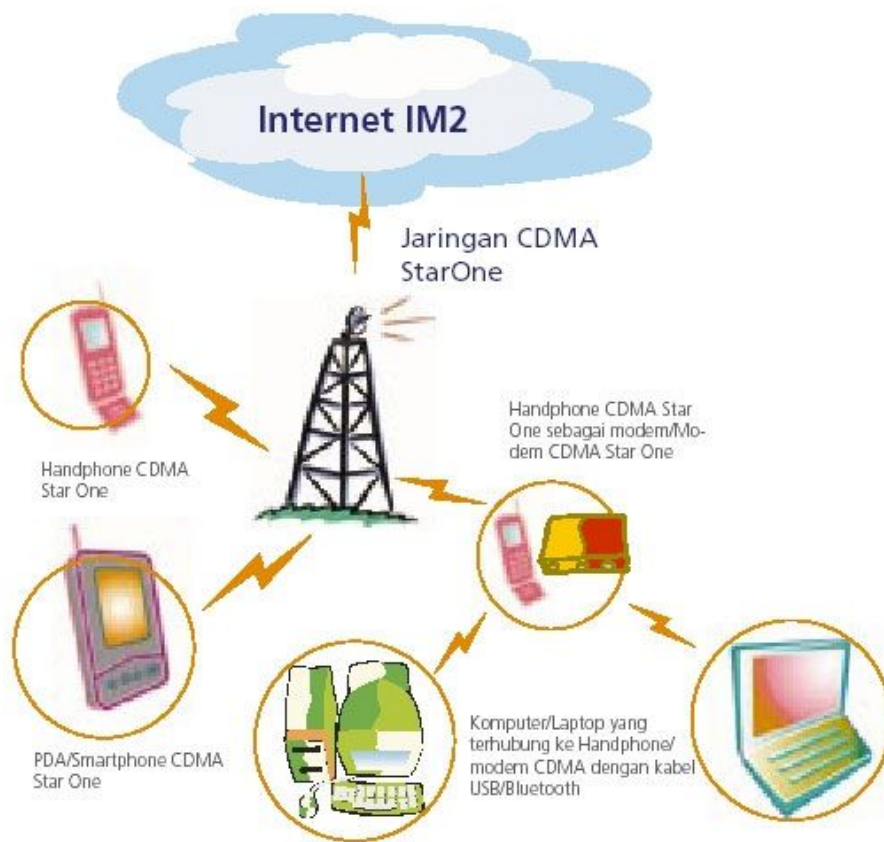 Internet IM2
Jaringan CDMA
StarOne
Handphone CDMA Star
One sebagai modem/Mo-
dem CDMA Star One
Handphone CDMA
Star One
PDA/Smartphone CDMA
Star One
Komputer/Laptop yang
terhubung ke Handphone/
modem CDMA dengan kabel
USB/Bluetooth